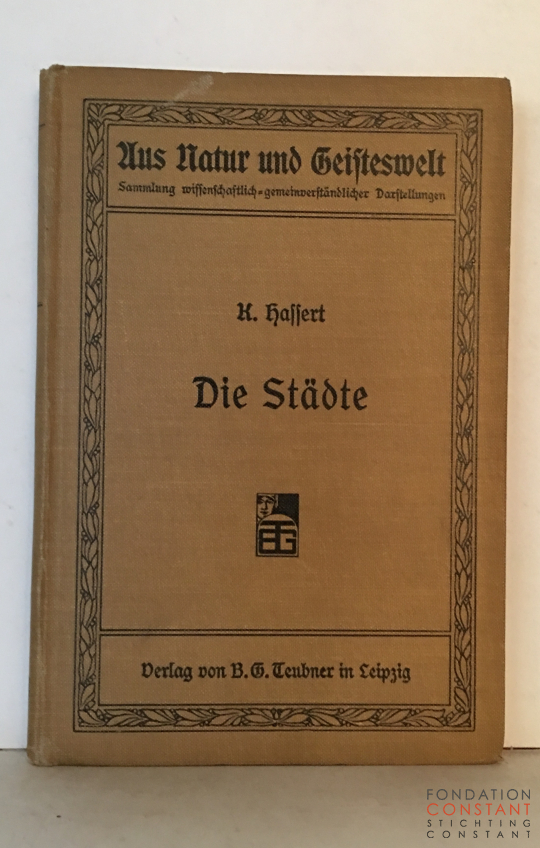 Aus Natur und Geisteswelt
Sammlung wissenschaftlich=gemeinverständlicher Darstellungen
K. Hassert
Die Städte
BTG
Verlag von B. G. Teubner in Leipzig
FONDATION
CONSTANT
STICHTING
CONSTANT